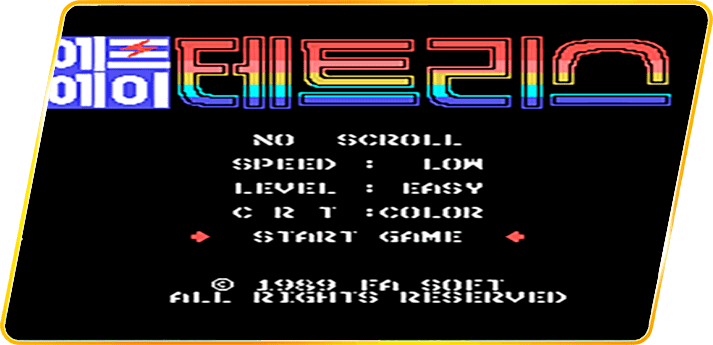 에프 에이 테트리스
NO SCROLL
SPEED : LOW
LEVEL : EASY
C R T :COLOR
START GAME
© 1989 FA SOFT
ALL RIGHTS RESERVED